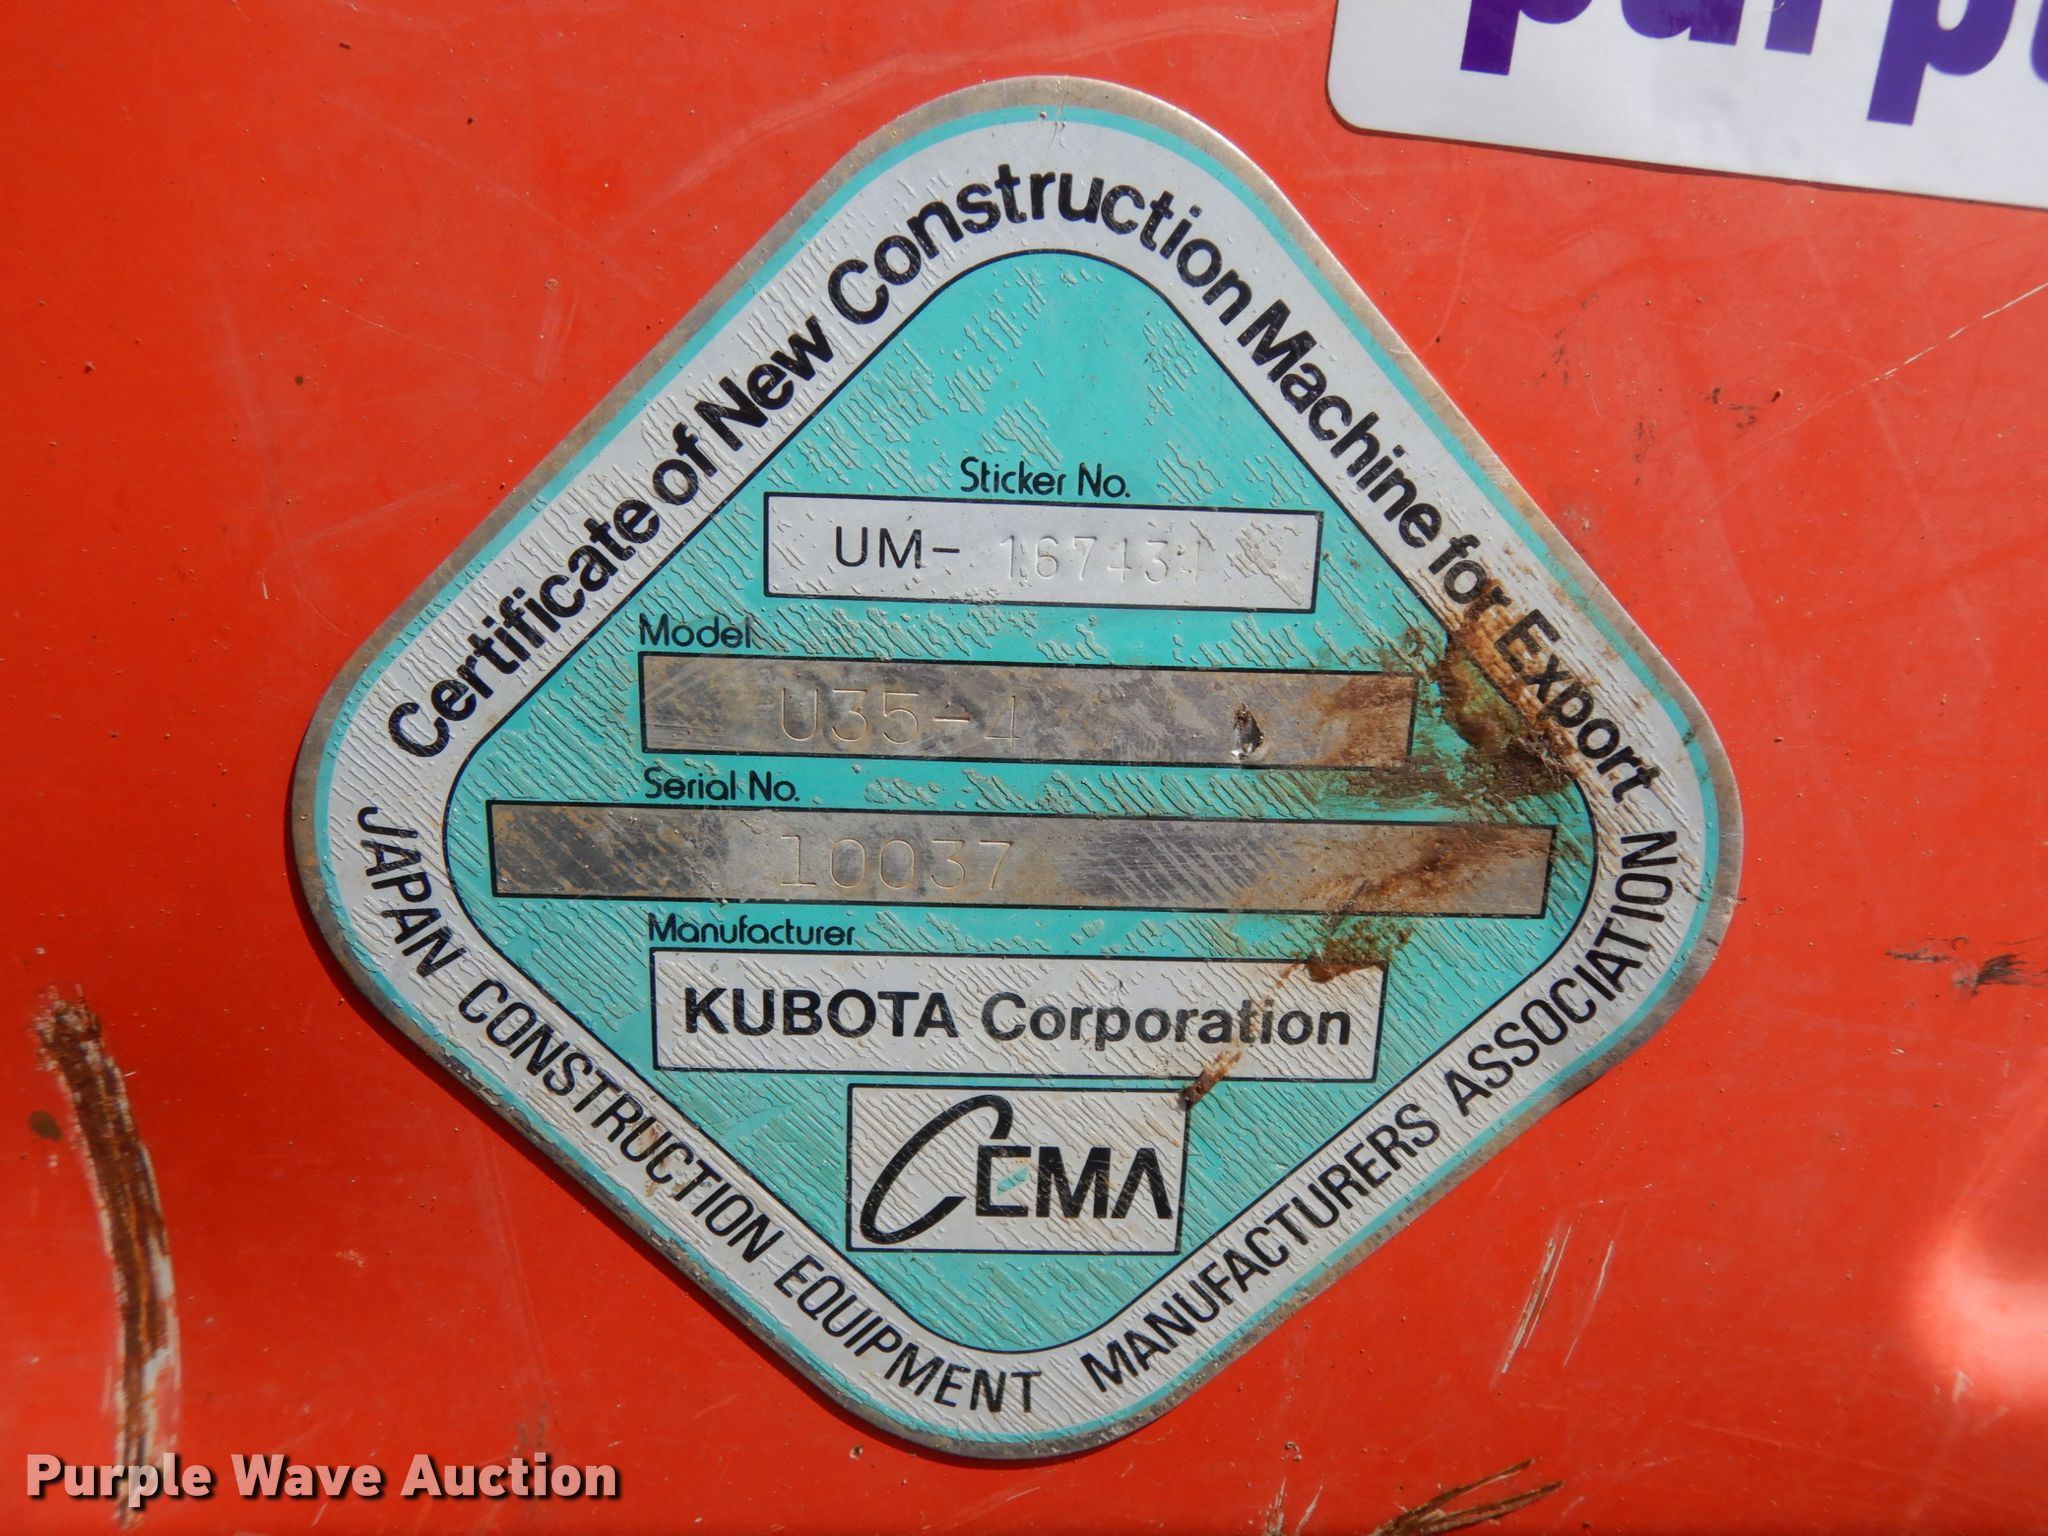 Certificate of New Construction Machine for Export
Sticker No.
UM- 167434
Model
U35-4
Serial No.
10037
Manufacturer
KUBOTA Corporation
CEMA
JAPAN CONSTRUCTION EQUIPMENT MANUFACTURERS ASSOCIATION
Purple Wave Auction